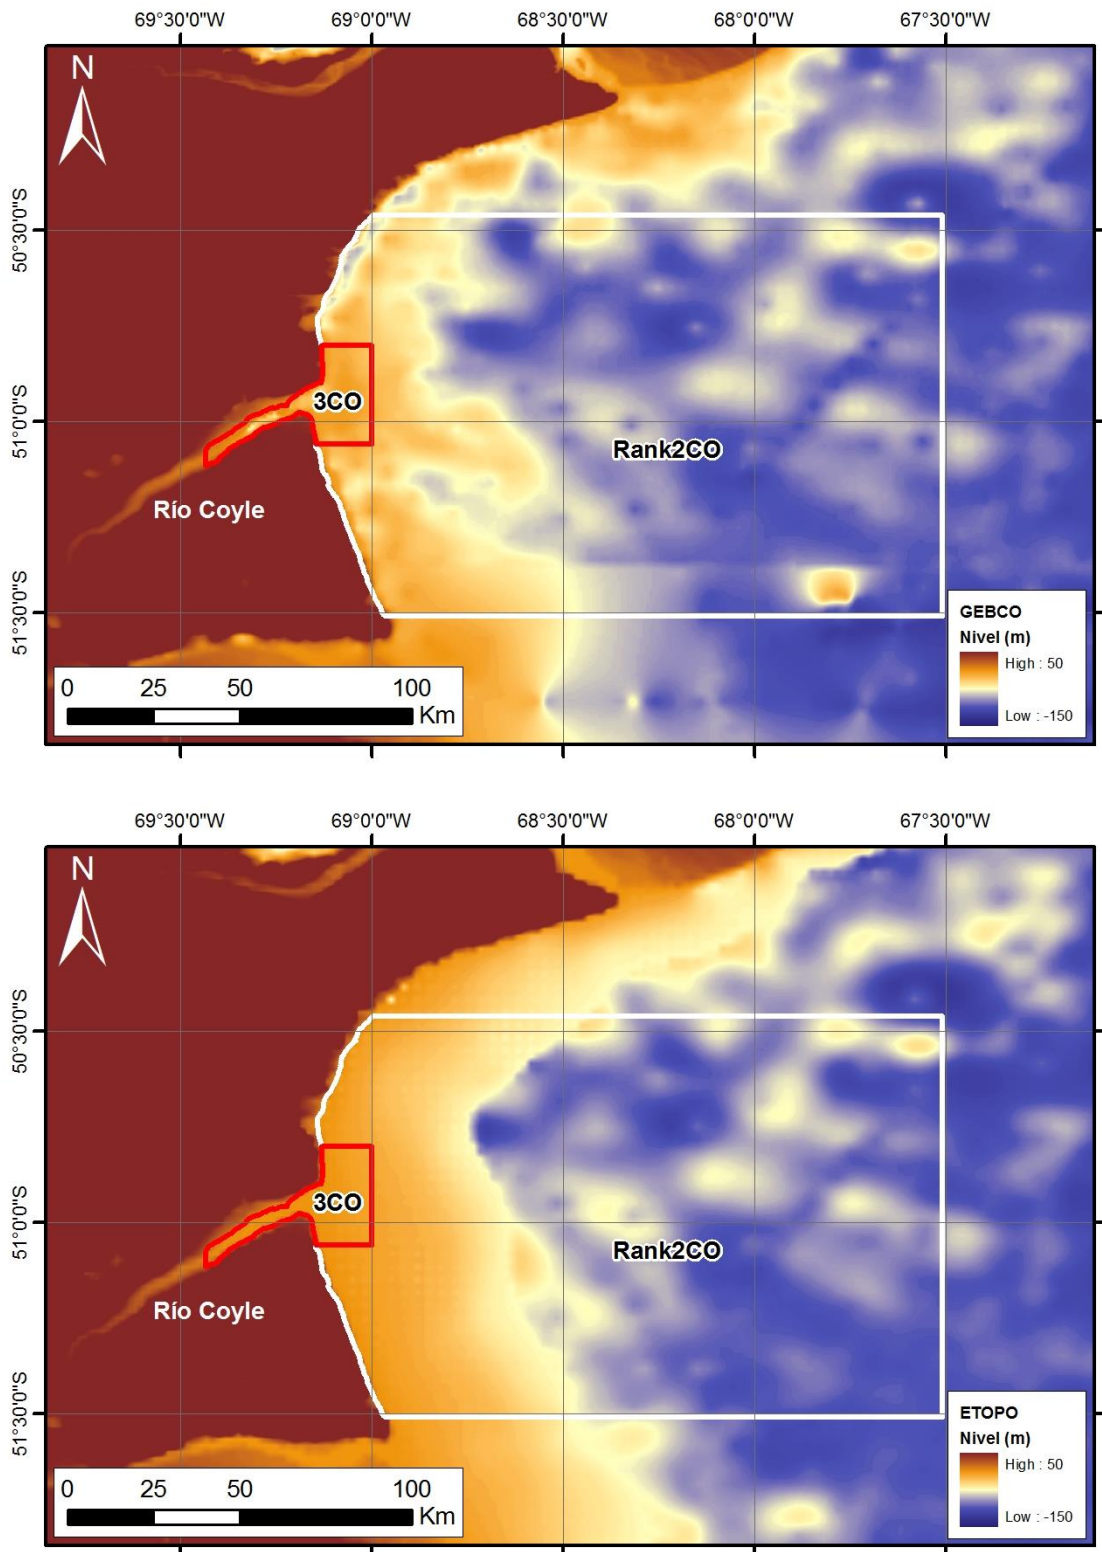 69°30'0"W 69°0'0"W 68°30'0"W 68°0'0"W 67°30'0"W
N
50°30'0"S
3CO
51°0'0"S
Rank2CO
Río Coyle
51°30'0"S
GEBCO
Nivel (m)
High : 50
Low : -150
0 25 50 100
Km
69°30'0"W 69°0'0"W 68°30'0"W 68°0'0"W 67°30'0"W
N
50°30'0"S
3CO
51°0'0"S
Rank2CO
Río Coyle
51°30'0"S
ETOPO
Nivel (m)
High : 50
Low : -150
0 25 50 100
Km